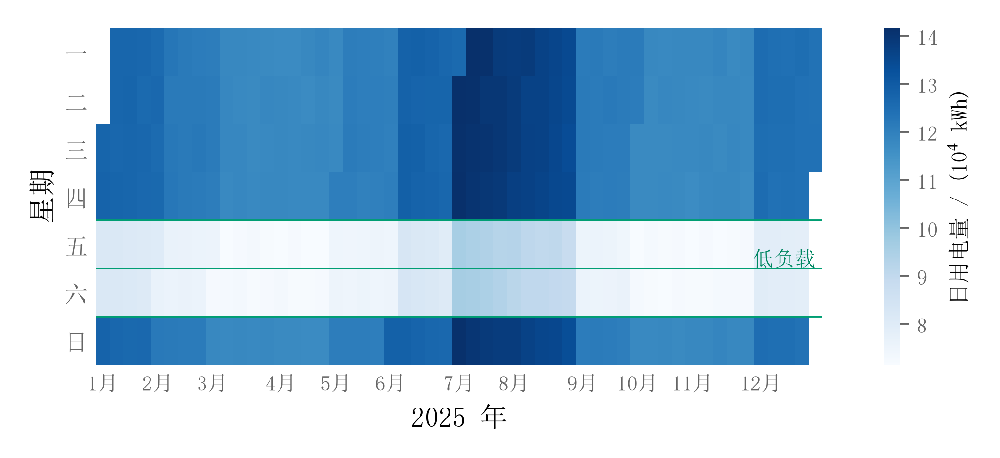 一
二
三
四
五
六
日
星期
低负载
1月 2月 3月 4月 5月 6月 7月 8月 9月 10月 11月 12月
2025 年
14
13
12
11
10
9
8
日用电量 / (10⁴ kWh)